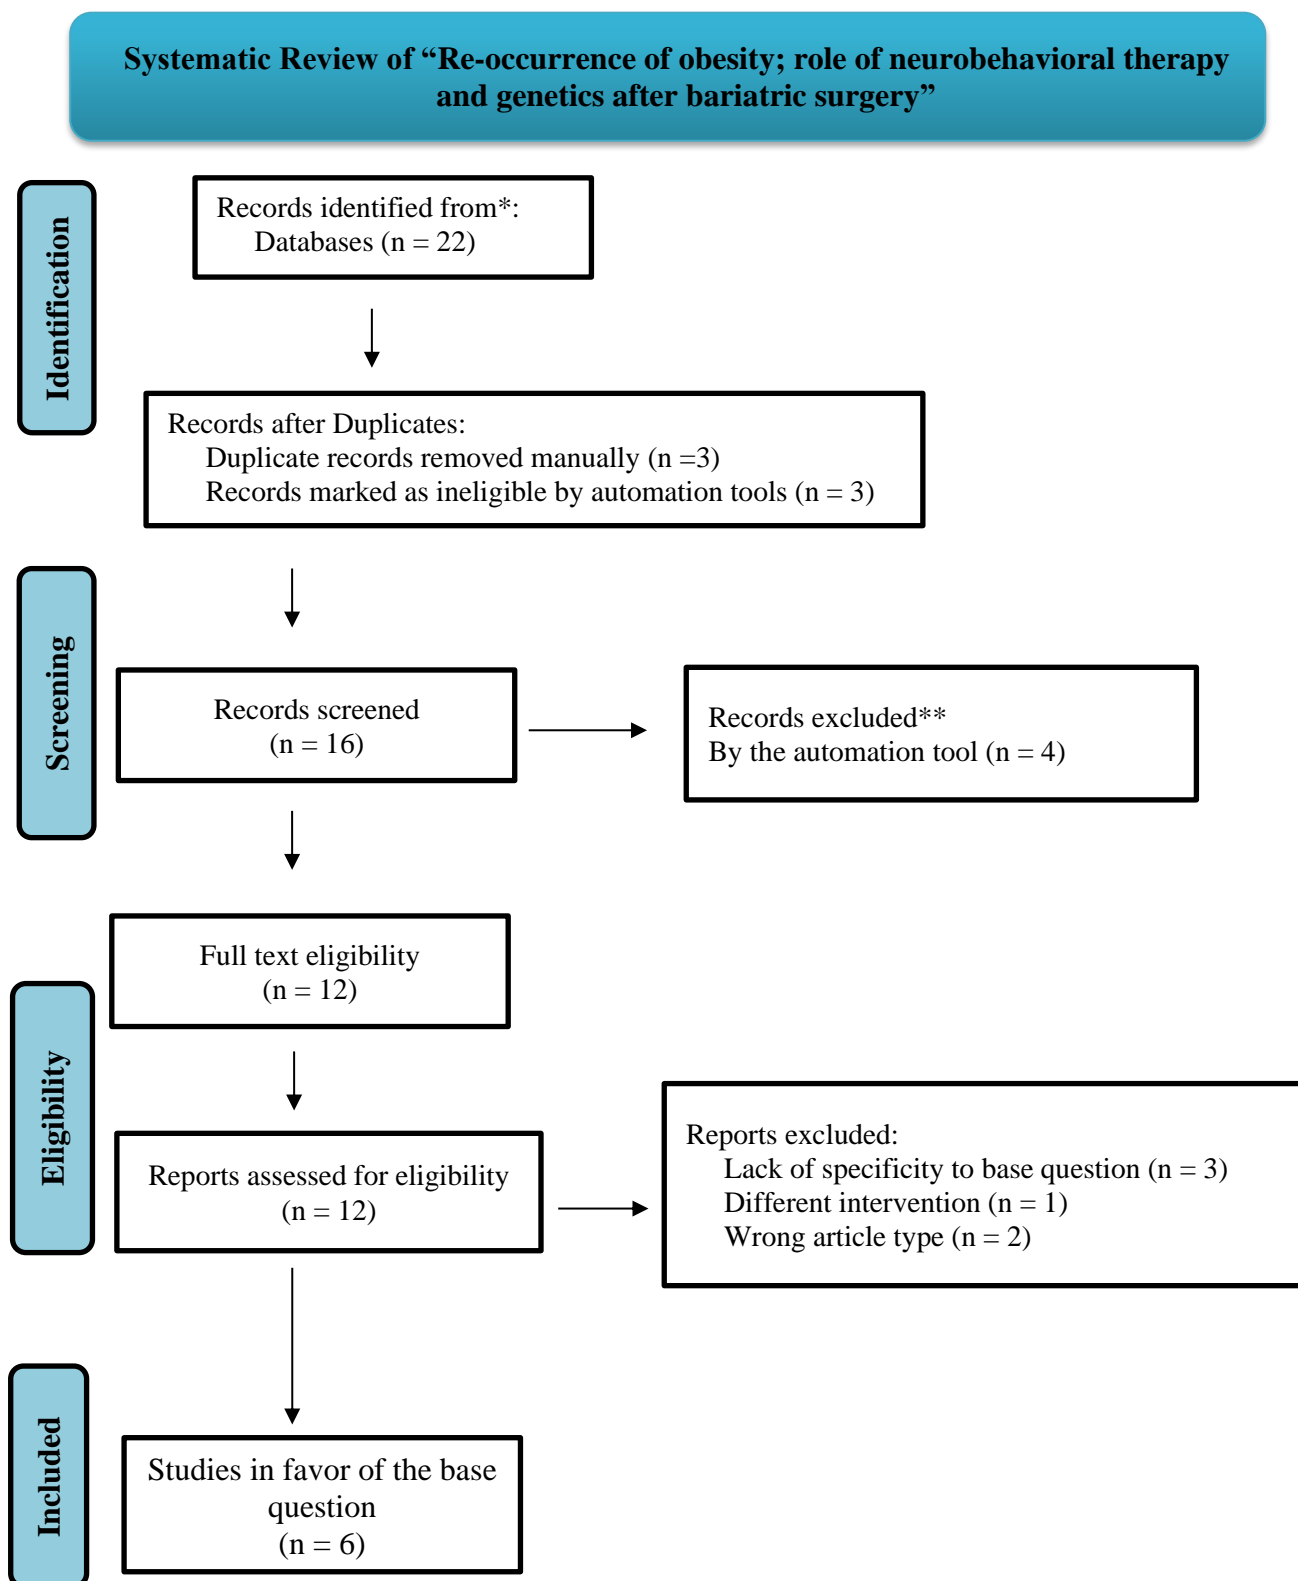 Systematic Review of “Re-occurrence of obesity; role of neurobehavioral therapy
and genetics after bariatric surgery”
Identification
Records identified from*:
Databases (n = 22)
Records after Duplicates:
Duplicate records removed manually (n =3)
Records marked as ineligible by automation tools (n = 3)
Screening
Records screened
(n = 16)
Records excluded**
By the automation tool (n = 4)
Eligibility
Full text eligibility
(n = 12)
Reports assessed for eligibility
(n = 12)
Reports excluded:
Lack of specificity to base question (n = 3)
Different intervention (n = 1)
Wrong article type (n = 2)
Included
Studies in favor of the base
question
(n = 6)